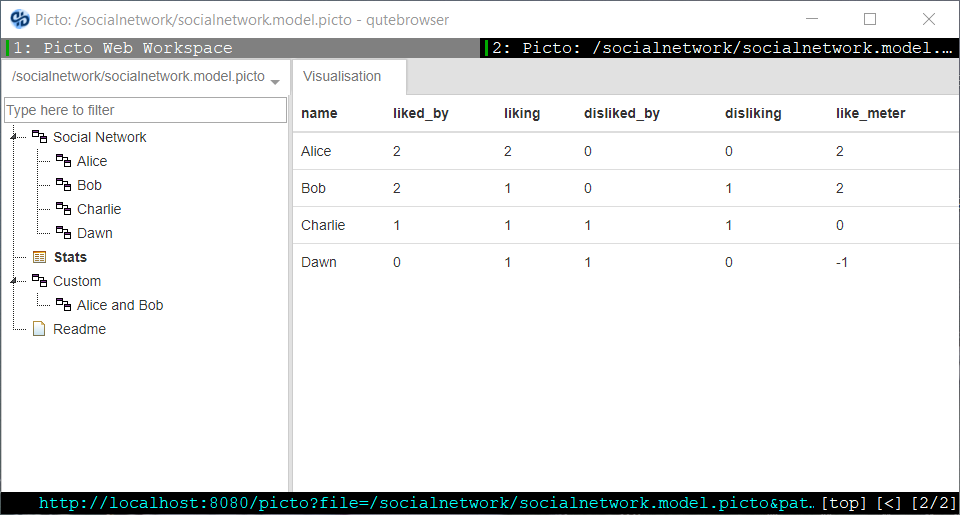 Picto: /socialnetwork/socialnetwork.model.picto - qutebrowser
1: Picto Web Workspace
2: Picto: /socialnetwork/socialnetwork.model.…
/socialnetwork/socialnetwork.model.picto
Visualisation
Type here to filter
Social Network
Alice
Bob
Charlie
Dawn
Stats
Custom
Alice and Bob
Readme
name liked_by liking disliked_by disliking like_meter
Alice 2 2 0 0 2
Bob 2 1 0 1 2
Charlie 1 1 1 1 0
Dawn 0 1 1 0 -1
http://localhost:8080/picto?file=/socialnetwork/socialnetwork.model.picto&pat… [top] [<] [2/2]